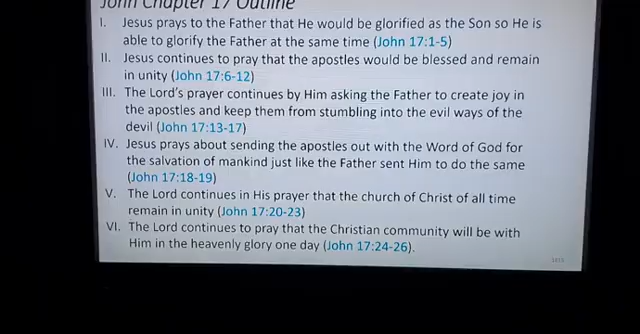 John Chapter 17 Outline
I. Jesus prays to the Father that He would be glorified as the Son so He is
able to glorify the Father at the same time (John 17:1-5)
II. Jesus continues to pray that the apostles would be blessed and remain
in unity (John 17:6-12)
III. The Lord's prayer continues by Him asking the Father to create joy in
the apostles and keep them from stumbling into the evil ways of the
devil (John 17:13-17)
IV. Jesus prays about sending the apostles out with the Word of God for
the salvation of mankind just like the Father sent Him to do the same
(John 17:18-19)
V. The Lord continues in His prayer that the church of Christ of all time
remain in unity (John 17:20-23)
VI. The Lord continues to pray that the Christian community will be with
Him in the heavenly glory one day (John 17:24-26).